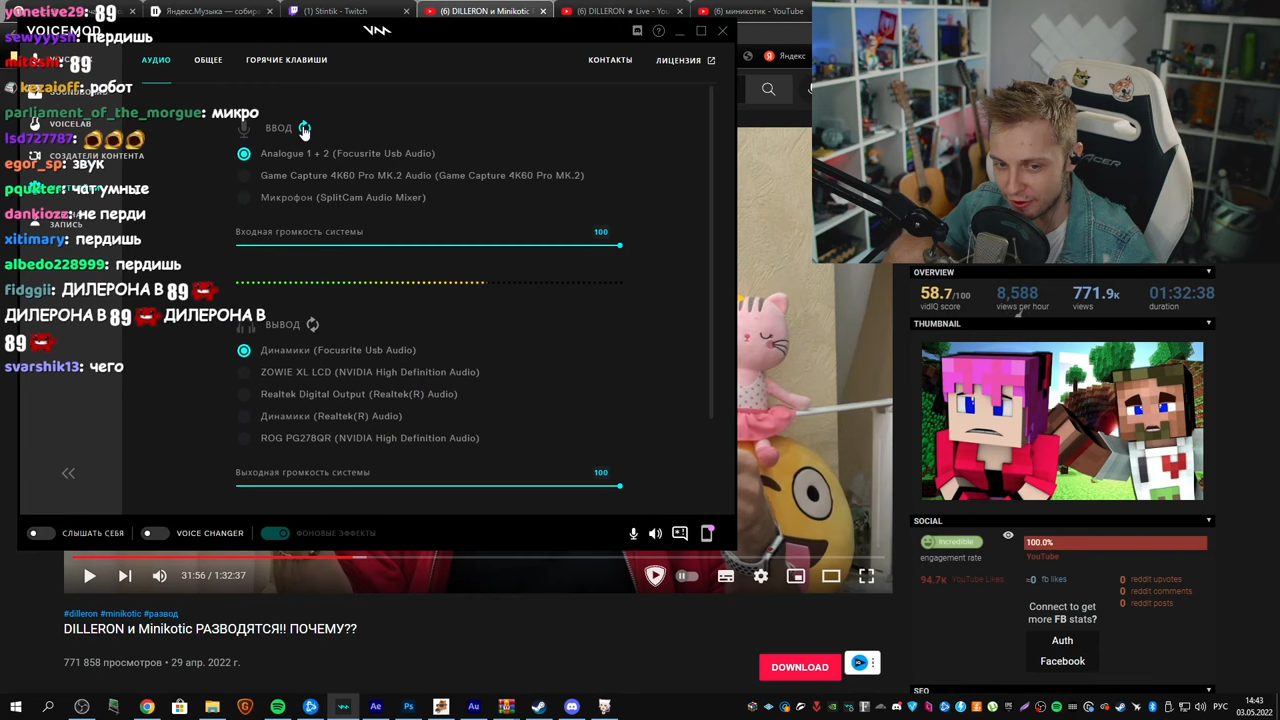 Яндекс.Музыка — собира
(1) Stintik - Twitch
(6) DILLERON и Minikotic Р
(6) DILLERON ★ Live - You
(6) миникотик - YouTube
yonetive29: 89
VOICEMOD
sewyyysh: пердишь
mitoshi: 89
kezaioff: робот
parliament_of_the_morgue: микро
lsd727787:
egor_sp: звук
pquiter: чат умные
dankiozz: не перди
xitimary: пердишь
albedo228999: пердишь
fidggii: ДИЛЕРОНА В 89
ДИЛЕРОНА В 89 ДИЛЕРОНА В
89
svarshik13: чего
VOICELAB
СОЗДАТЕЛИ КОНТЕНТА
ЗАПИСЬ
АУДИО
ОБЩЕЕ
ГОРЯЧИЕ КЛАВИШИ
КОНТАКТЫ
ЛИЦЕНЗИЯ
Яндекс
ВВОД
Analogue 1 + 2 (Focusrite Usb Audio)
Game Capture 4K60 Pro MK.2 Audio (Game Capture 4K60 Pro MK.2)
Микрофон (SplitCam Audio Mixer)
Входная громкость системы 100
ВЫВОД
Динамики (Focusrite Usb Audio)
ZOWIE XL LCD (NVIDIA High Definition Audio)
Realtek Digital Output (Realtek(R) Audio)
Динамики (Realtek(R) Audio)
ROG PG278QR (NVIDIA High Definition Audio)
Выходная громкость системы 100
СЛЫШАТЬ СЕБЯ
VOICE CHANGER
ФОНОВЫЕ ЭФФЕКТЫ
31:56 / 1:32:37
#dilleron #minikotic #развод
DILLERON и Minikotic РАЗВОДЯТСЯ!! ПОЧЕМУ??
771 858 просмотров • 29 апр. 2022 г.
DOWNLOAD
OVERVIEW
58.7/100 8,588 771.9K 01:32:38
vidIQ score views per hour views duration
THUMBNAIL
SOCIAL
Incredible
engagement rate
100.0%
YouTube
94.7K YouTube Likes
≈0 fb likes
0 reddit upvotes
0 reddit comments
0 reddit posts
Connect to get
more FB stats?
Auth
Facebook
SEO
РУС
14:43
03.05.2022